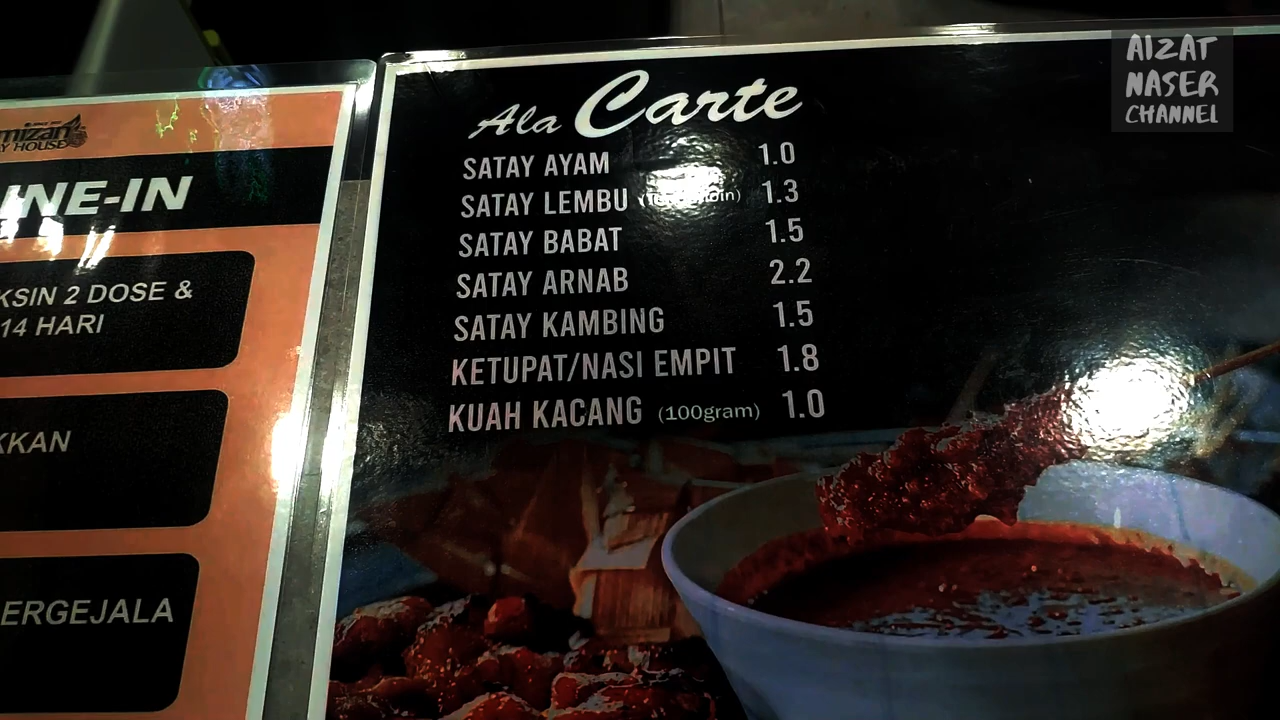 mizan
Y HOUSE
INE-IN
KSIN 2 DOSE &
14 HARI
KKAN
ERGEJALA
Ala Carte
SATAY AYAM 1.0
SATAY LEMBU 1.3
SATAY BABAT 1.5
SATAY ARNAB 2.2
SATAY KAMBING 1.5
KETUPAT/NASI EMPIT 1.8
KUAH KACANG (100gram) 1.0
AIZAT
NASER
CHANNEL